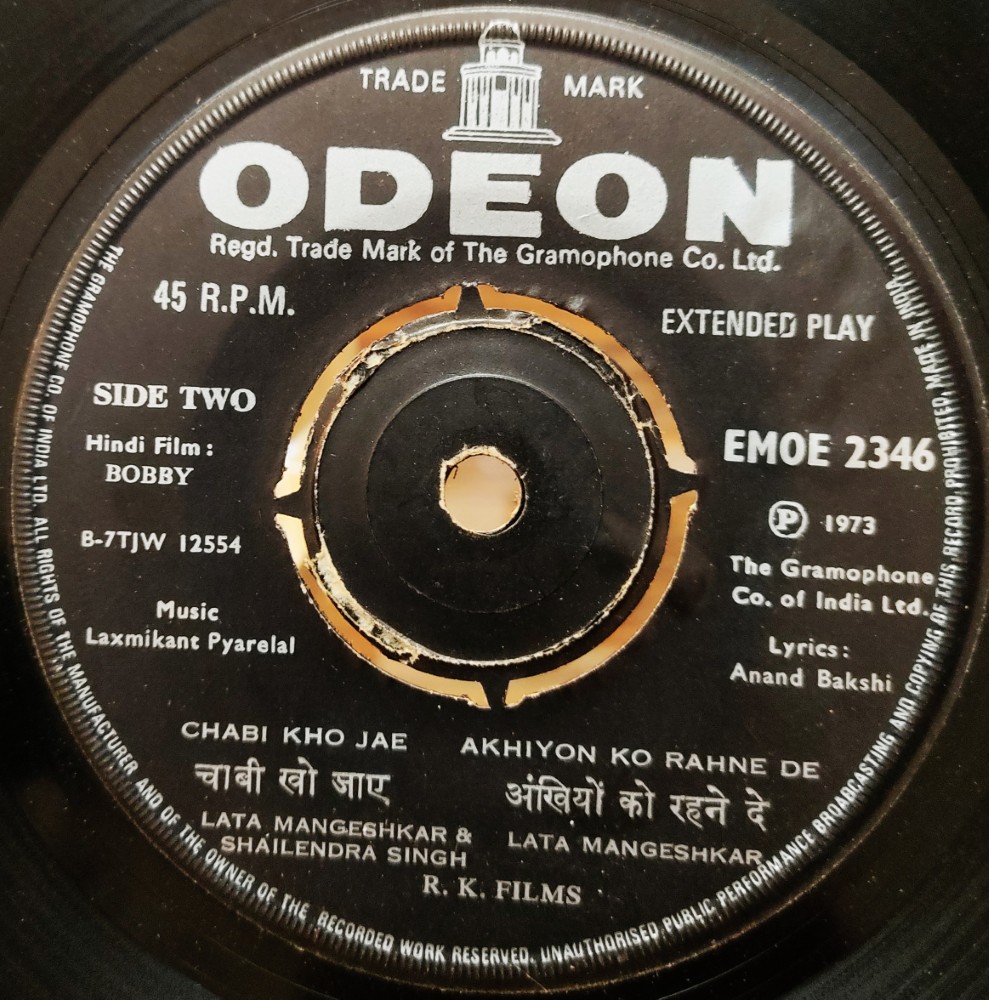 TRADE MARK
ODEON
Regd. Trade Mark of The Gramophone Co. Ltd.
45 R.P.M.
EXTENDED PLAY
SIDE TWO
Hindi Film:
BOBBY
B-7TJW 12554
Music
Laxmikant Pyarelal
EMOE 2346
Ⓟ 1973
The Gramophone
Co. of India Ltd.
Lyrics:
Anand Bakshi
CHABI KHO JAE
चाबी खो जाए
LATA MANGESHKAR &
SHAILENDRA SINGH
AKHIYON KO RAHNE DE
अंखियों को रहने दे
LATA MANGESHKAR
R. K. FILMS
THE GRAMOPHONE CO. OF INDIA LTD. ALL RIGHTS OF THE MANUFACTURER AND OF THE OWNER OF THE RECORDED WORK RESERVED. UNAUTHORISED PUBLIC PERFORMANCE BROADCASTING AND COPYING OF THIS RECORD PROHIBITED. MADE IN INDIA